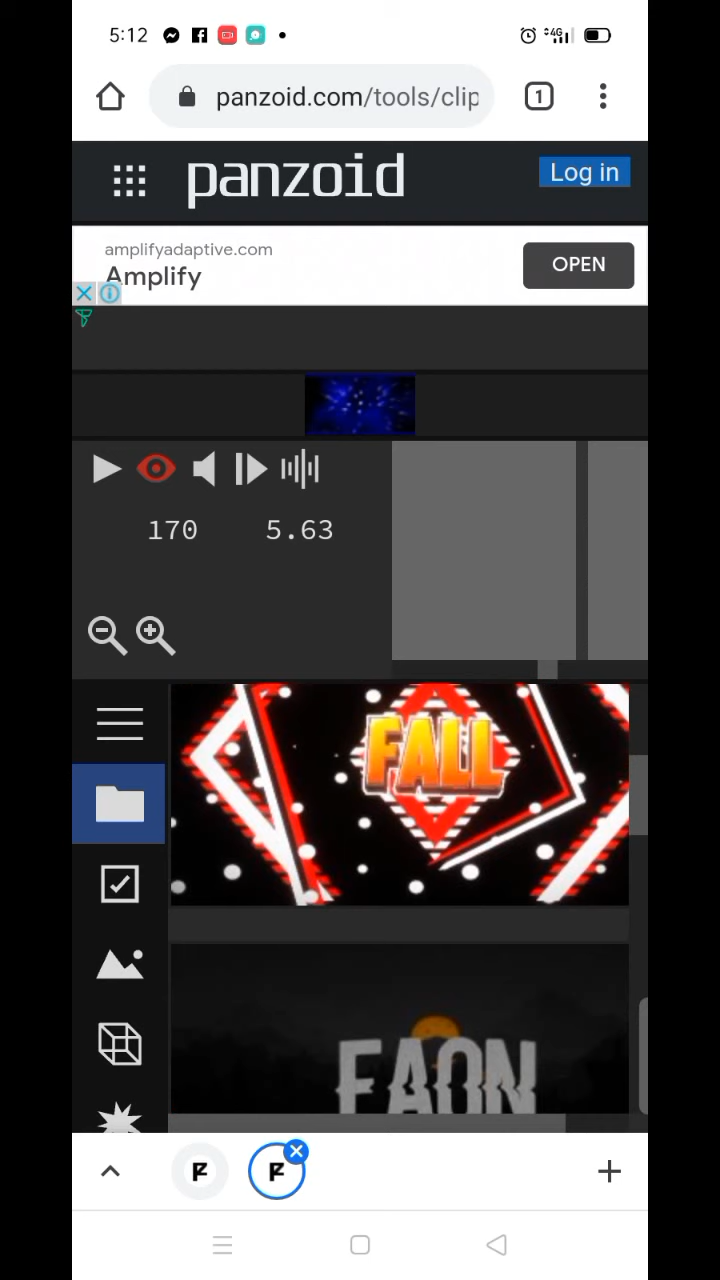 5:12
4G
panzoid.com/tools/clip
1
panzoid
Log in
amplifyadaptive.com
Amplify
OPEN
170 5.63
FALL
FAON